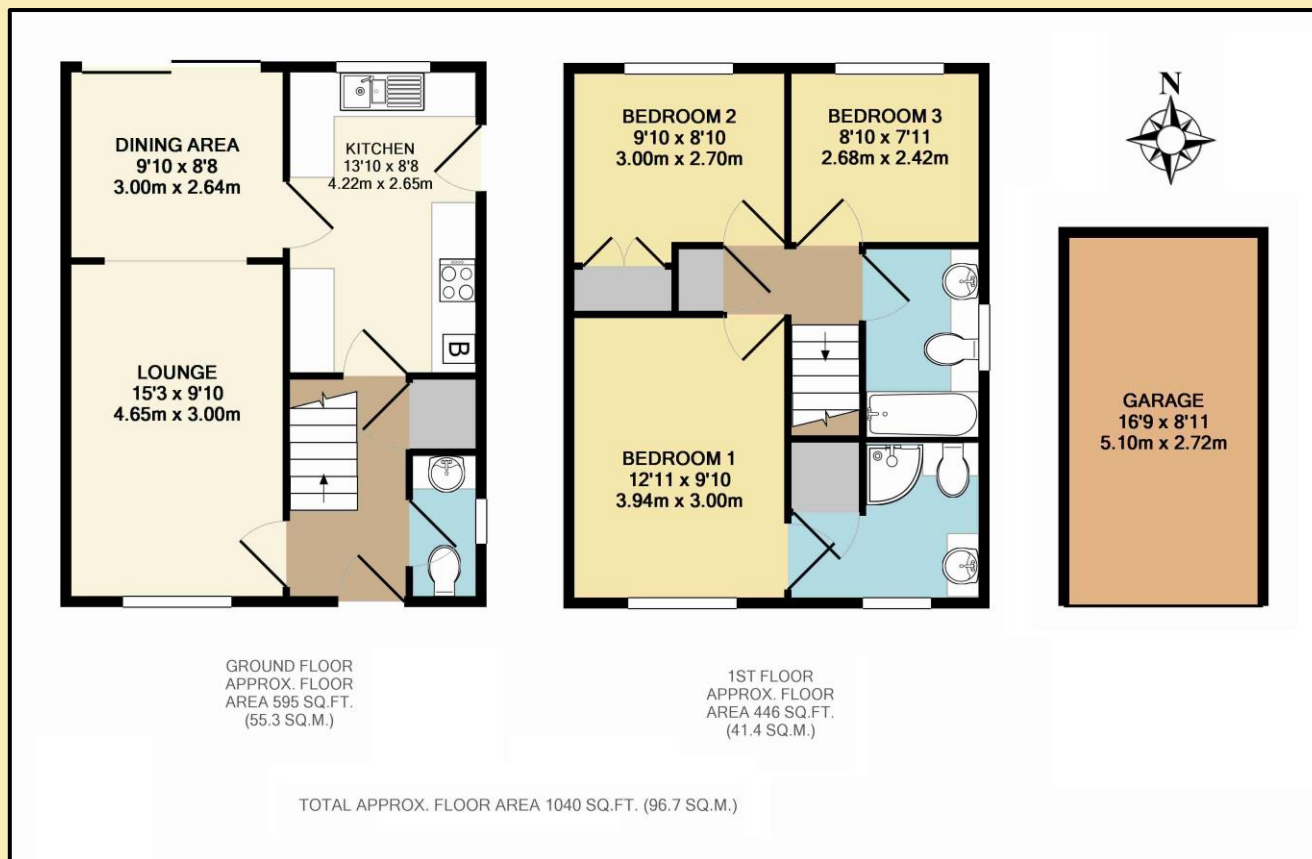 DINING AREA
9'10 x 8'8
3.00m x 2.64m
KITCHEN
13'10 x 8'8
4.22m x 2.65m
LOUNGE
15'3 x 9'10
4.65m x 3.00m
B
BEDROOM 2
9'10 x 8'10
3.00m x 2.70m
BEDROOM 3
8'10 x 7'11
2.68m x 2.42m
BEDROOM 1
12'11 x 9'10
3.94m x 3.00m
N
GARAGE
16'9 x 8'11
5.10m x 2.72m
GROUND FLOOR
APPROX. FLOOR
AREA 595 SQ.FT.
(55.3 SQ.M.)
1ST FLOOR
APPROX. FLOOR
AREA 446 SQ.FT.
(41.4 SQ.M.)
TOTAL APPROX. FLOOR AREA 1040 SQ.FT. (96.7 SQ.M.)